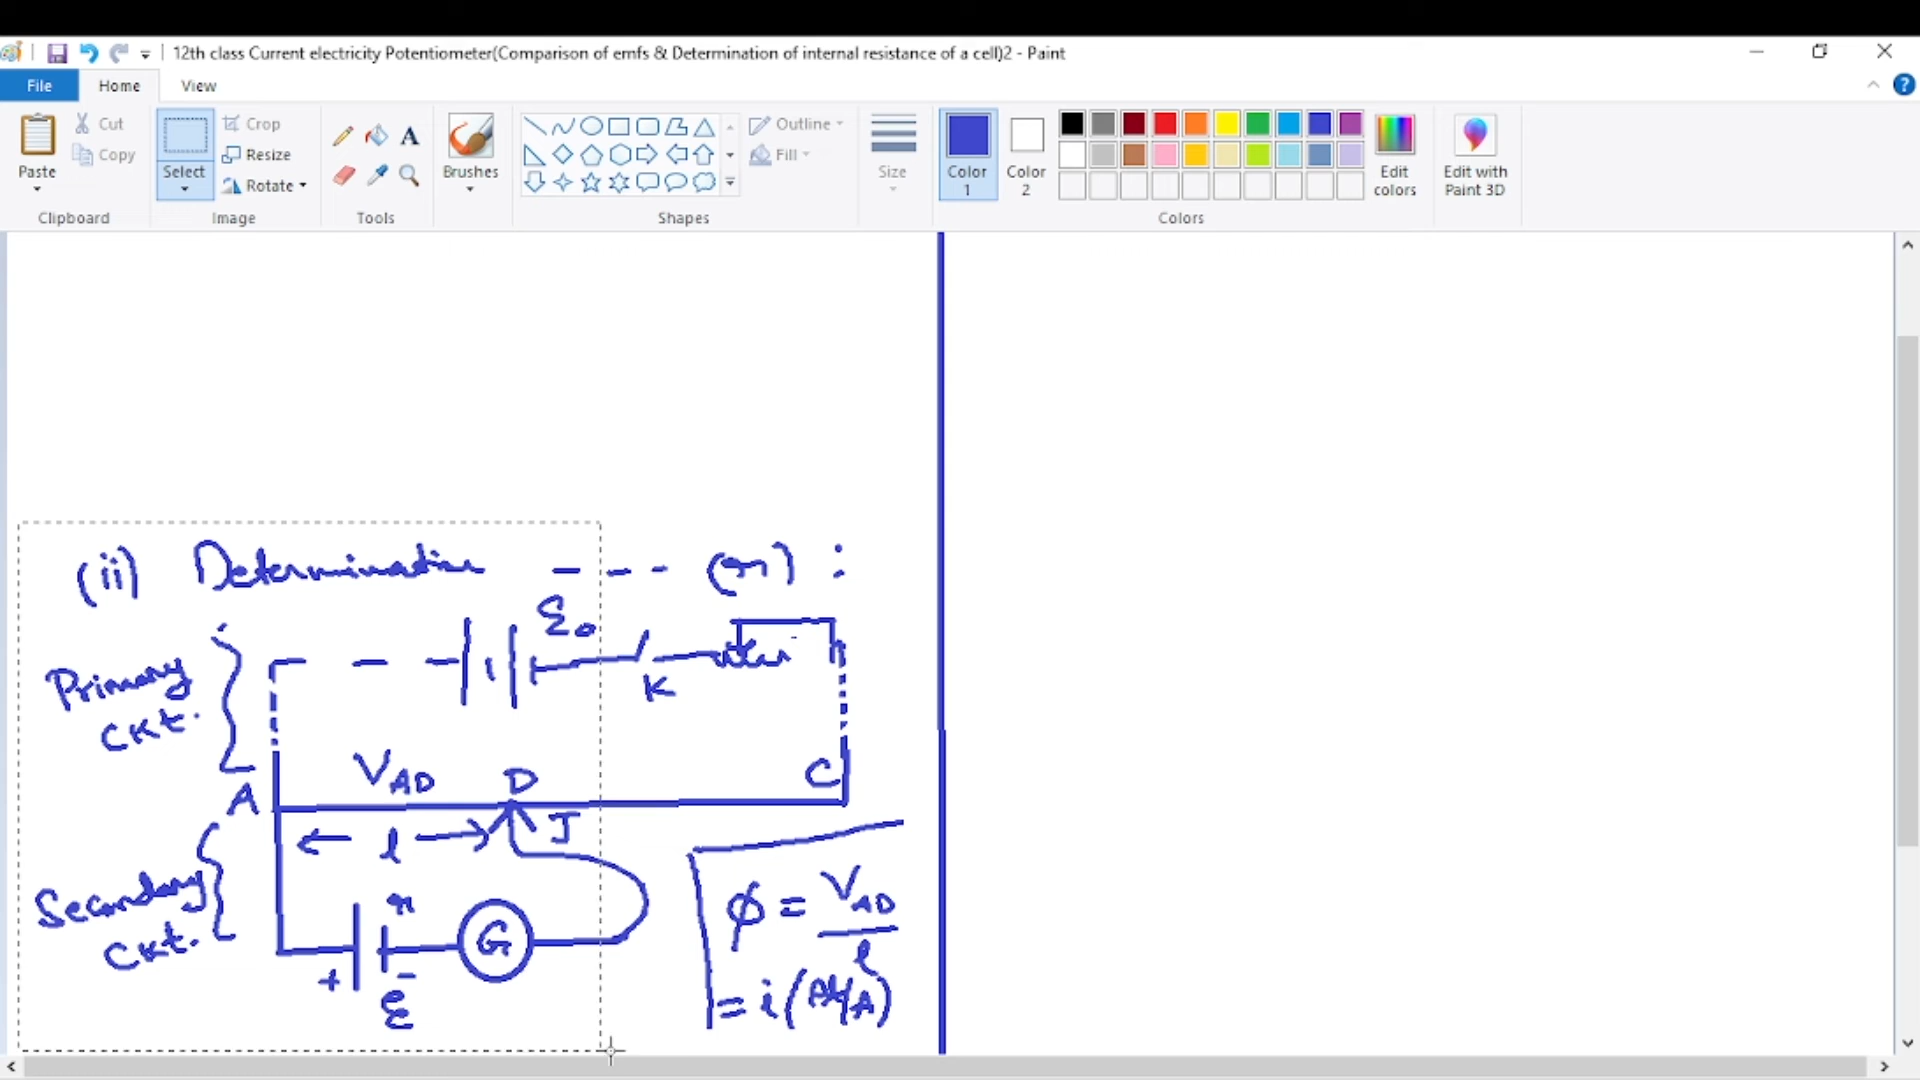 12th class Current electricity Potentiometer(Comparison of emfs & Determination of internal resistance of a cell)2 - Paint
File Home View
Paste
Cut
Copy
Clipboard
Select
Crop
Resize
Rotate
Image
A
Tools
Brushes
Shapes
Outline
Fill
Size
Color 1
Color 2
Colors
Edit colors
Edit with Paint 3D
(ii) Determination - - - (r) :
ε₀
K
Primary
Ckt.
A
V_AD
D
C
l
J
Secondary
Ckt.
r
G
+
-
ε
ϕ = V_AD / l
= i (